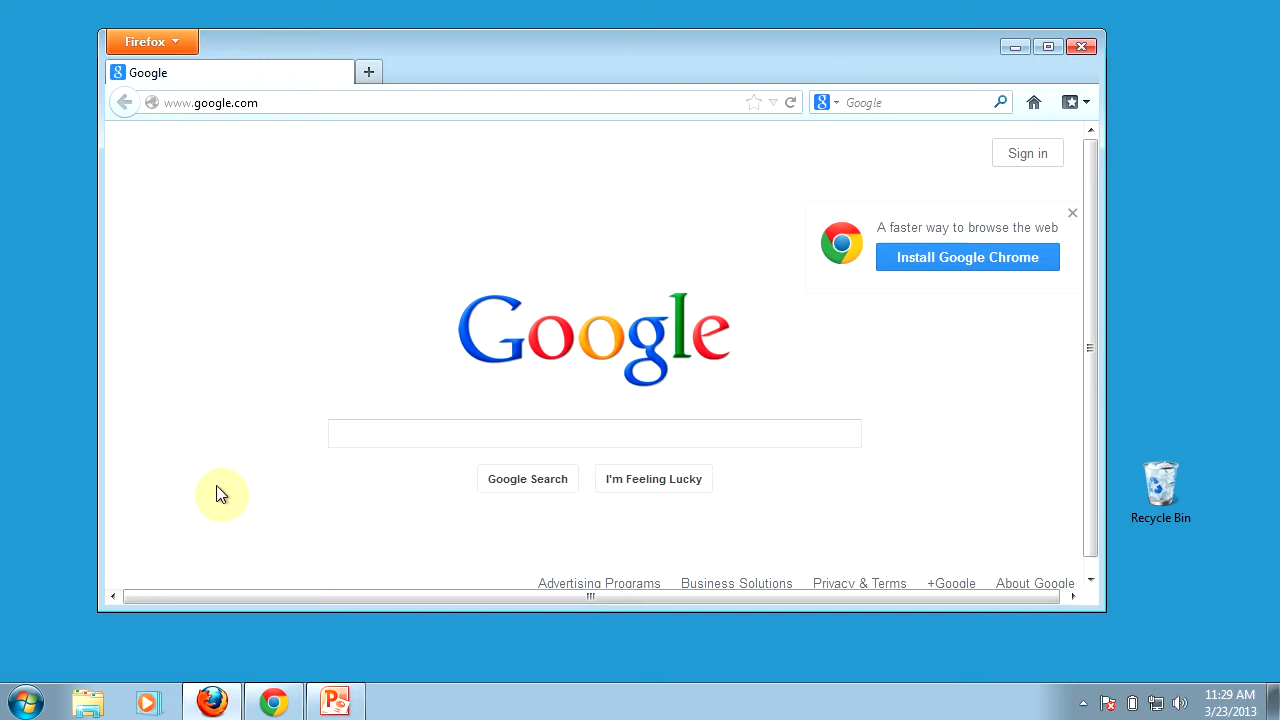 Firefox
Google
www.google.com
Google
Sign in
A faster way to browse the web
Install Google Chrome
Google
Google Search
I'm Feeling Lucky
Advertising Programs Business Solutions Privacy & Terms +Google About Google
Recycle Bin
11:29 AM
3/23/2013